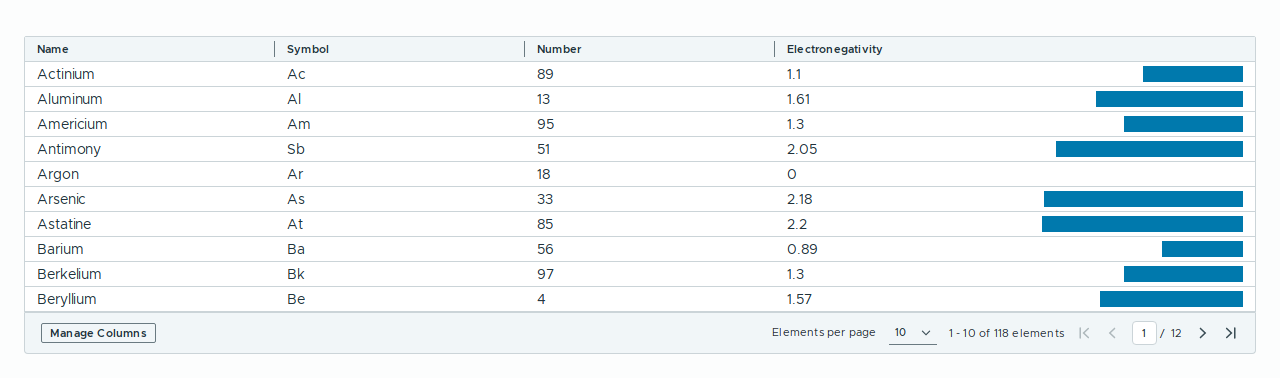 Name Symbol Number Electronegativity
Actinium Ac 89 1.1
Aluminum Al 13 1.61
Americium Am 95 1.3
Antimony Sb 51 2.05
Argon Ar 18 0
Arsenic As 33 2.18
Astatine At 85 2.2
Barium Ba 56 0.89
Berkelium Bk 97 1.3
Beryllium Be 4 1.57
Manage Columns Elements per page 10 1 - 10 of 118 elements 1 / 12